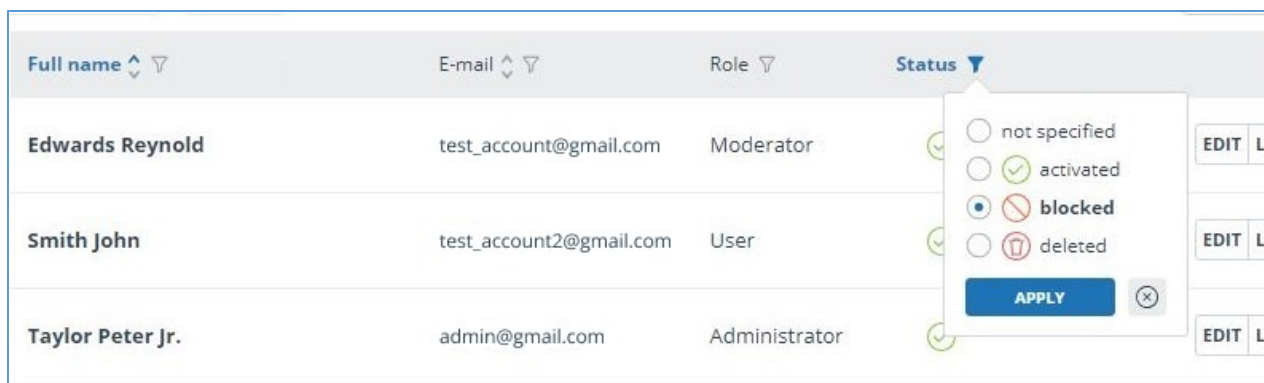 Full name E-mail Role Status
not specified
Edwards Reynold test_account@gmail.com Moderator EDIT L
activated
blocked
Smith John test_account2@gmail.com User deleted EDIT L
APPLY
Taylor Peter Jr. admin@gmail.com Administrator EDIT L